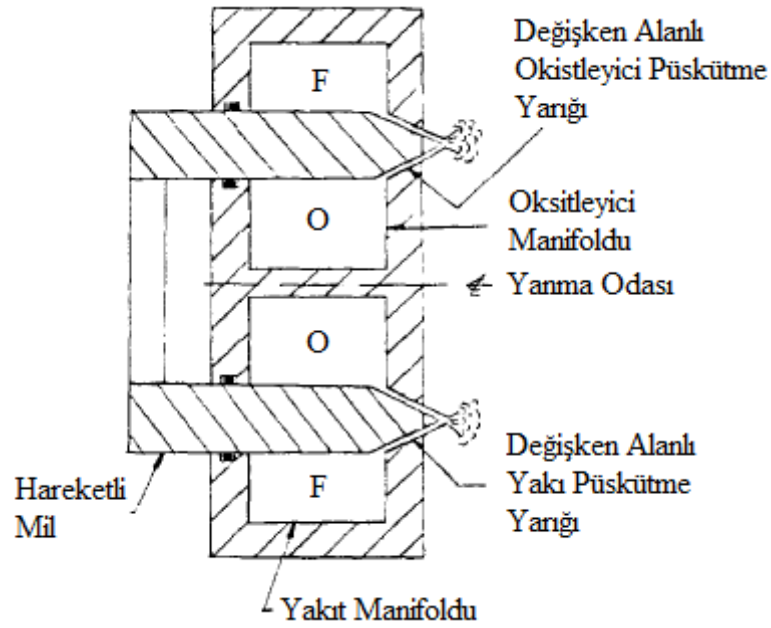 Değişken Alanlı
Okistleyici Püskütme
Yarığı
F
O
Oksitleyici
Manifoldu
Yanma Odası
O
F
Değişken Alanlı
Yakı Püskütme
Yarığı
Hareketli
Mil
Yakıt Manifoldu